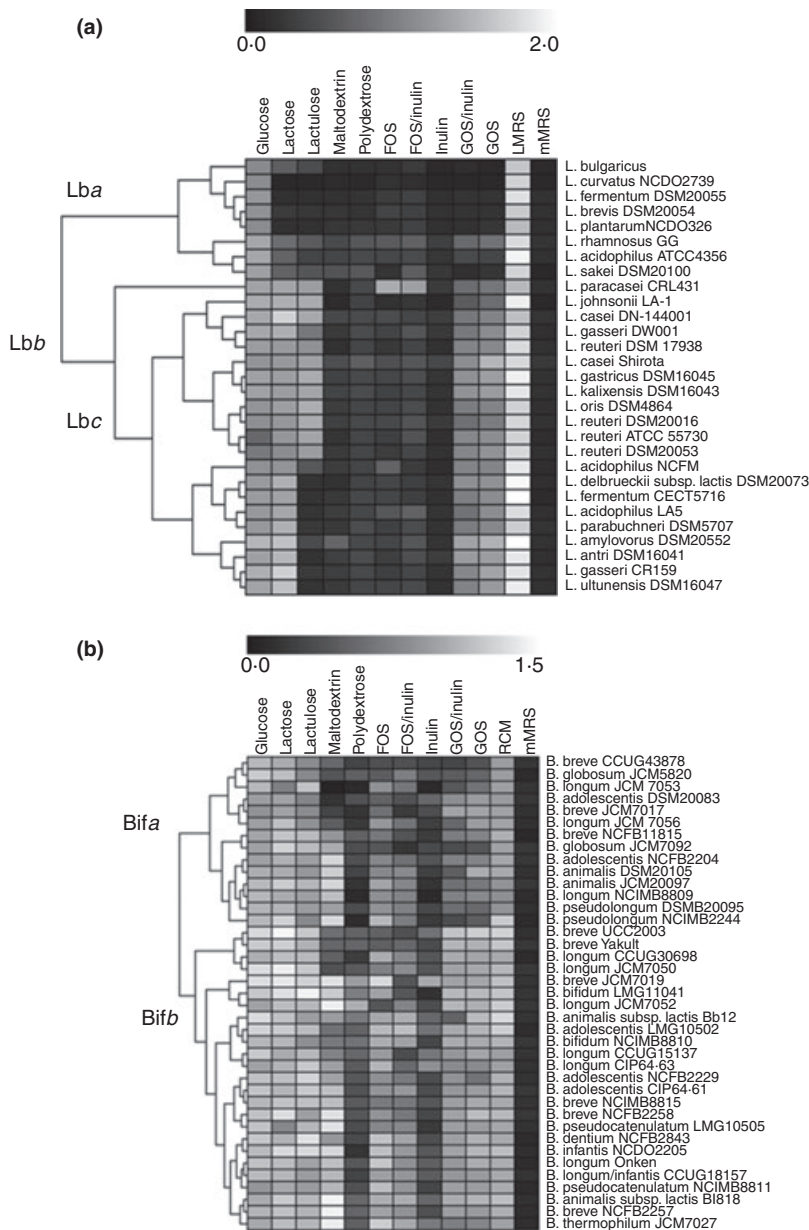 (a)
0·0
2·0
Glucose
Lactose
Lactulose
Maltodextrin
Polydextrose
FOS
FOS/inulin
Inulin
GOS/inulin
GOS
LMRS
mMRS
Lba
Lbb
Lbc
L. bulgaricus
L. curvatus NCDO2739
L. fermentum DSM20055
L. brevis DSM20054
L. plantarumNCDO326
L. rhamnosus GG
L. acidophilus ATCC4356
L. sakei DSM20100
L. paracasei CRL431
L. johnsonii LA-1
L. casei DN-144001
L. gasseri DW001
L. reuteri DSM 17938
L. casei Shirota
L. gastricus DSM16045
L. kalixensis DSM16043
L. oris DSM4864
L. reuteri DSM20016
L. reuteri ATCC 55730
L. reuteri DSM20053
L. acidophilus NCFM
L. delbrueckii subsp. lactis DSM20073
L. fermentum CECT5716
L. acidophilus LA5
L. parabuchneri DSM5707
L. amylovorus DSM20552
L. antri DSM16041
L. gasseri CR159
L. ultunensis DSM16047
(b)
0·0
1·5
Glucose
Lactose
Lactulose
Maltodextrin
Polydextrose
FOS
FOS/inulin
Inulin
GOS/inulin
GOS
RCM
mMRS
Bifa
Bifb
B. breve CCUG43878
B. globosum JCM5820
B. longum JCM 7053
B. adolescentis DSM20083
B. breve JCM7017
B. longum JCM 7056
B. breve NCFB11815
B. globosum JCM7092
B. adolescentis NCFB2204
B. animalis DSM20105
B. animalis JCM20097
B. longum NCIMB8809
B. pseudolongum DSMB20095
B. pseudolongum NCIMB2244
B. breve UCC2003
B. breve Yakult
B. longum CCUG30698
B. longum JCM7050
B. breve JCM7019
B. bifidum LMG11041
B. longum JCM7052
B. animalis subsp. lactis Bb12
B. adolescenti LMG10502
B. bifidum NCIMB8810
B. longum CCUG15137
B. longum CIP64·63
B. adolescentis NCFB2229
B. adolescentis CIP64·61
B. breve NCIMB8815
B. breve NCFB2258
B. pseudocatenulatum LMG10505
B. dentium NCFB2843
B. infantis NCDO2205
B. longum Onken
B. longum/infantis CCUG18157
B. pseudocatenulatum NCIMB8811
B. animalis subsp. lactis BI818
B. breve NCFB2257
B. thermophilum JCM7027